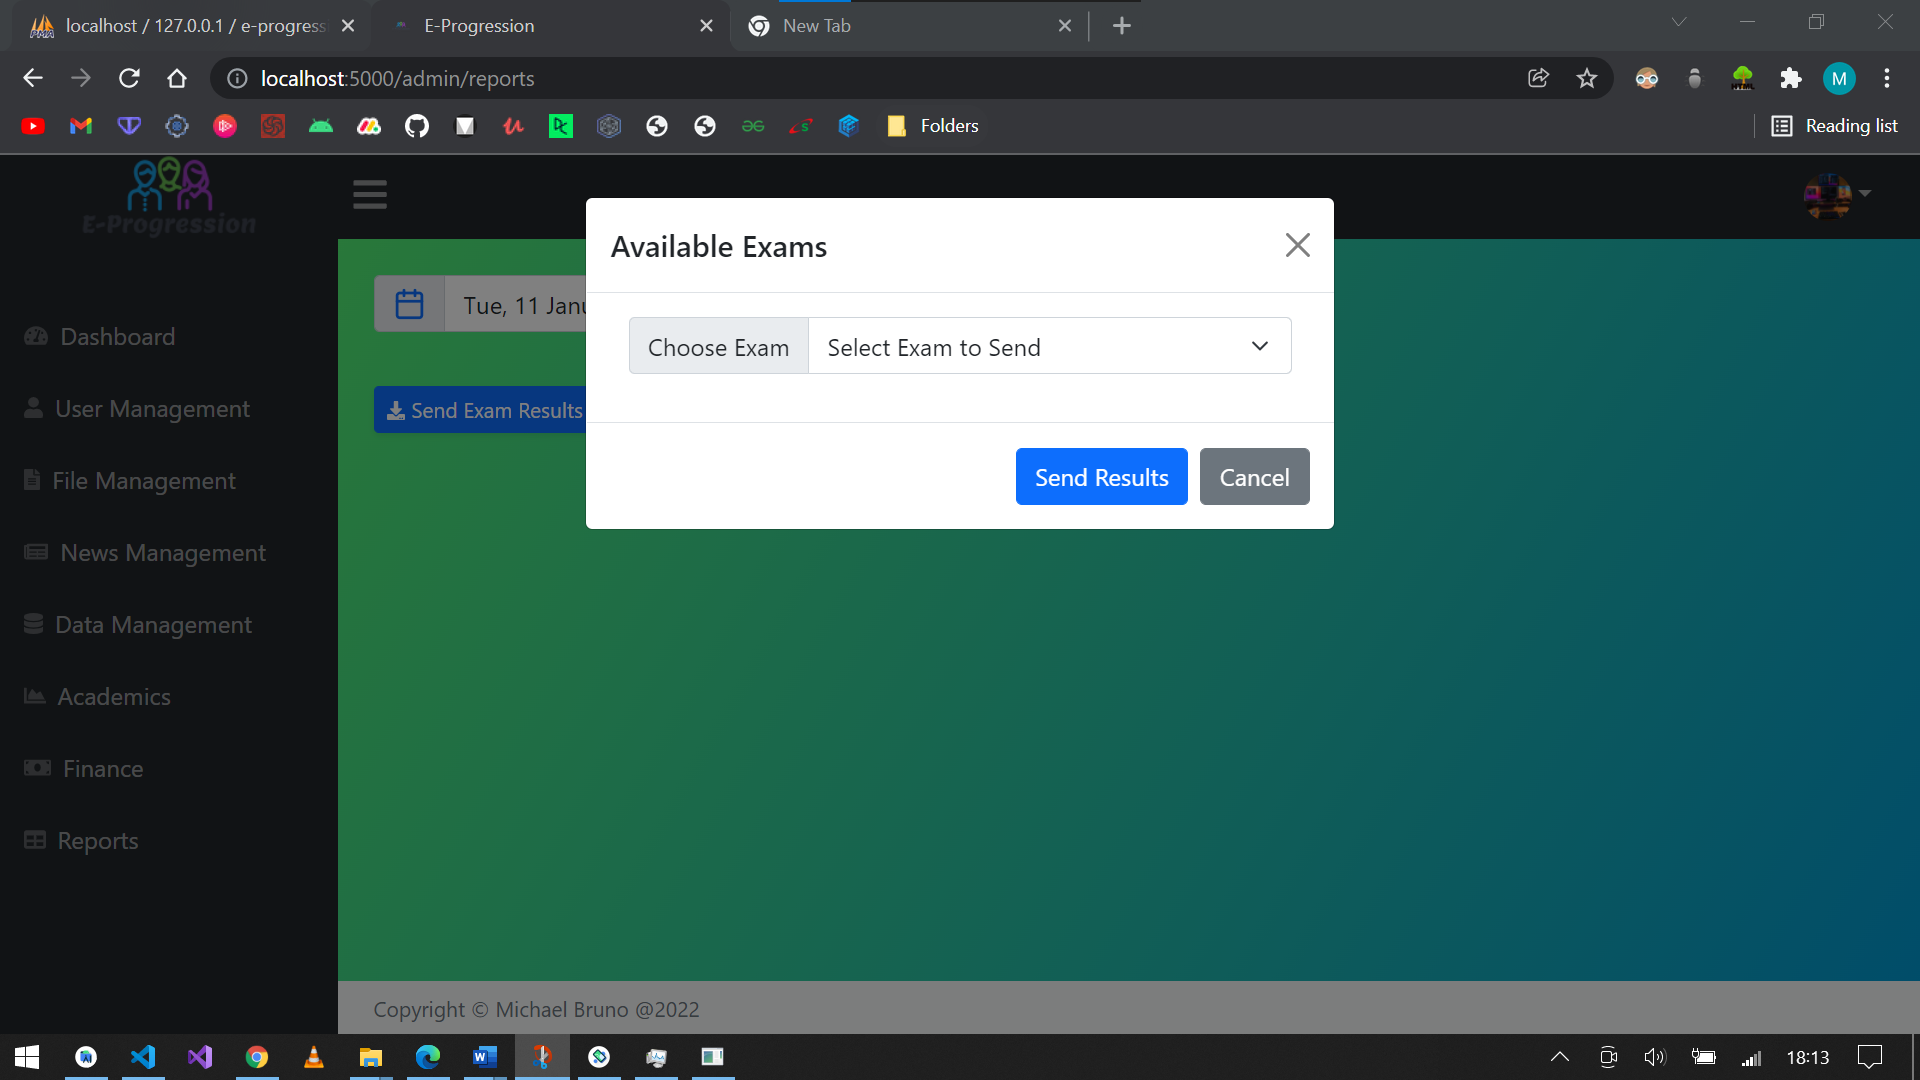 localhost / 127.0.0.1 / e-progress
E-Progression
New Tab
localhost:5000/admin/reports
Folders
Reading list
E-Progression
Available Exams
Tue, 11 Janu
Choose Exam
Select Exam to Send
Dashboard
User Management
Send Exam Results
Send Results
Cancel
File Management
News Management
Data Management
Academics
Finance
Reports
Copyright © Michael Bruno @2022
18:13